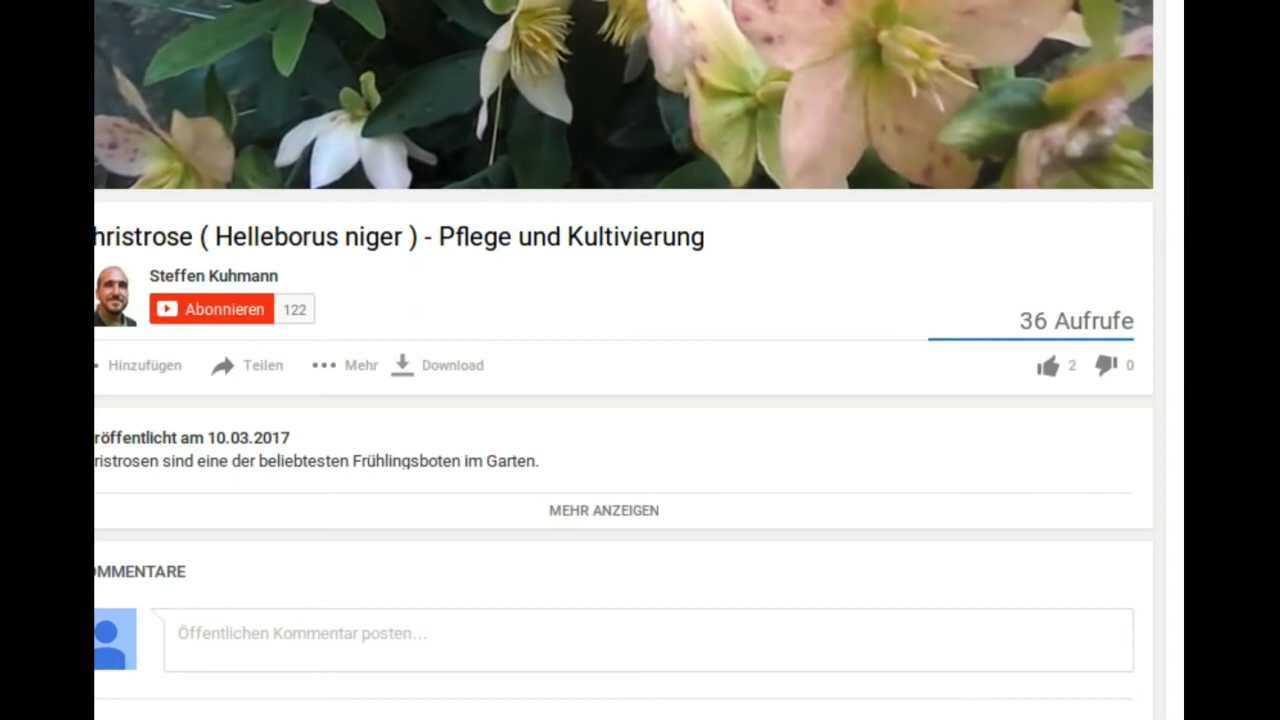 hristrose ( Helleborus niger ) - Pflege und Kultivierung
Steffen Kuhmann
Abonnieren 122
36 Aufrufe
Hinzufügen Teilen Mehr Download 2 0
röffentlicht am 10.03.2017
ristrosen sind eine der beliebtesten Frühlingsboten im Garten.
MEHR ANZEIGEN
OMMENTARE
Öffentlichen Kommentar posten...